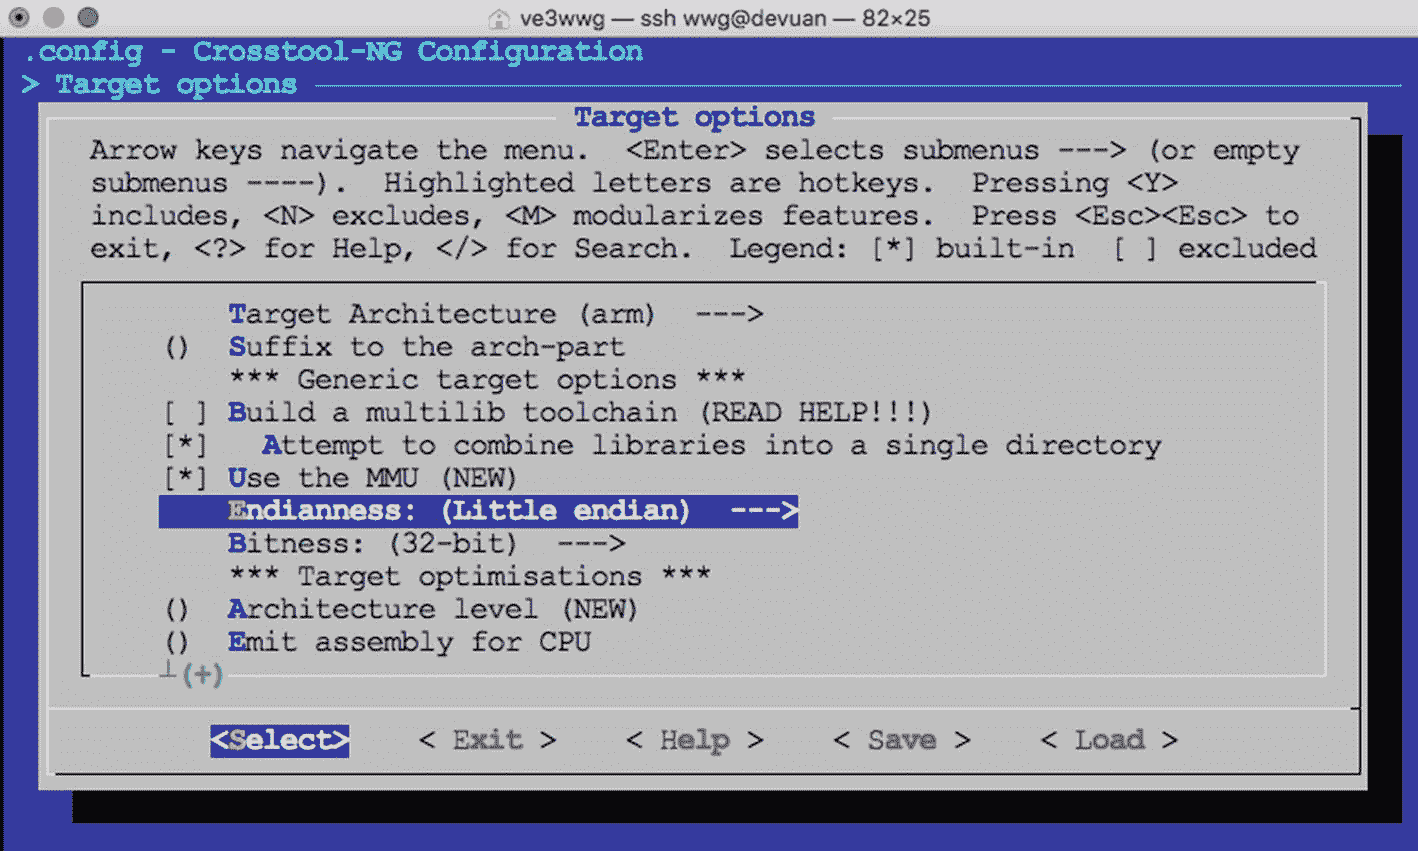 ve3wwg — ssh wwg@devuan — 82×25
.config - Crosstool-NG Configuration
> Target options
Target options
Arrow keys navigate the menu.  <Enter> selects submenus ---> (or empty
submenus ----).  Highlighted letters are hotkeys.  Pressing <Y>
includes, <N> excludes, <M> modularizes features.  Press <Esc><Esc> to
exit, <?> for Help, </> for Search.  Legend: [*] built-in  [ ] excluded
Target Architecture (arm)  --->
()  Suffix to the arch-part
*** Generic target options ***
[ ] Build a multilib toolchain (READ HELP!!!)
[*]   Attempt to combine libraries into a single directory
[*] Use the MMU (NEW)
Endianness: (Little endian)  --->
Bitness: (32-bit)  --->
*** Target optimisations ***
()  Architecture level (NEW)
()  Emit assembly for CPU
┴(+)
<Select>    < Exit >    < Help >    < Save >    < Load >